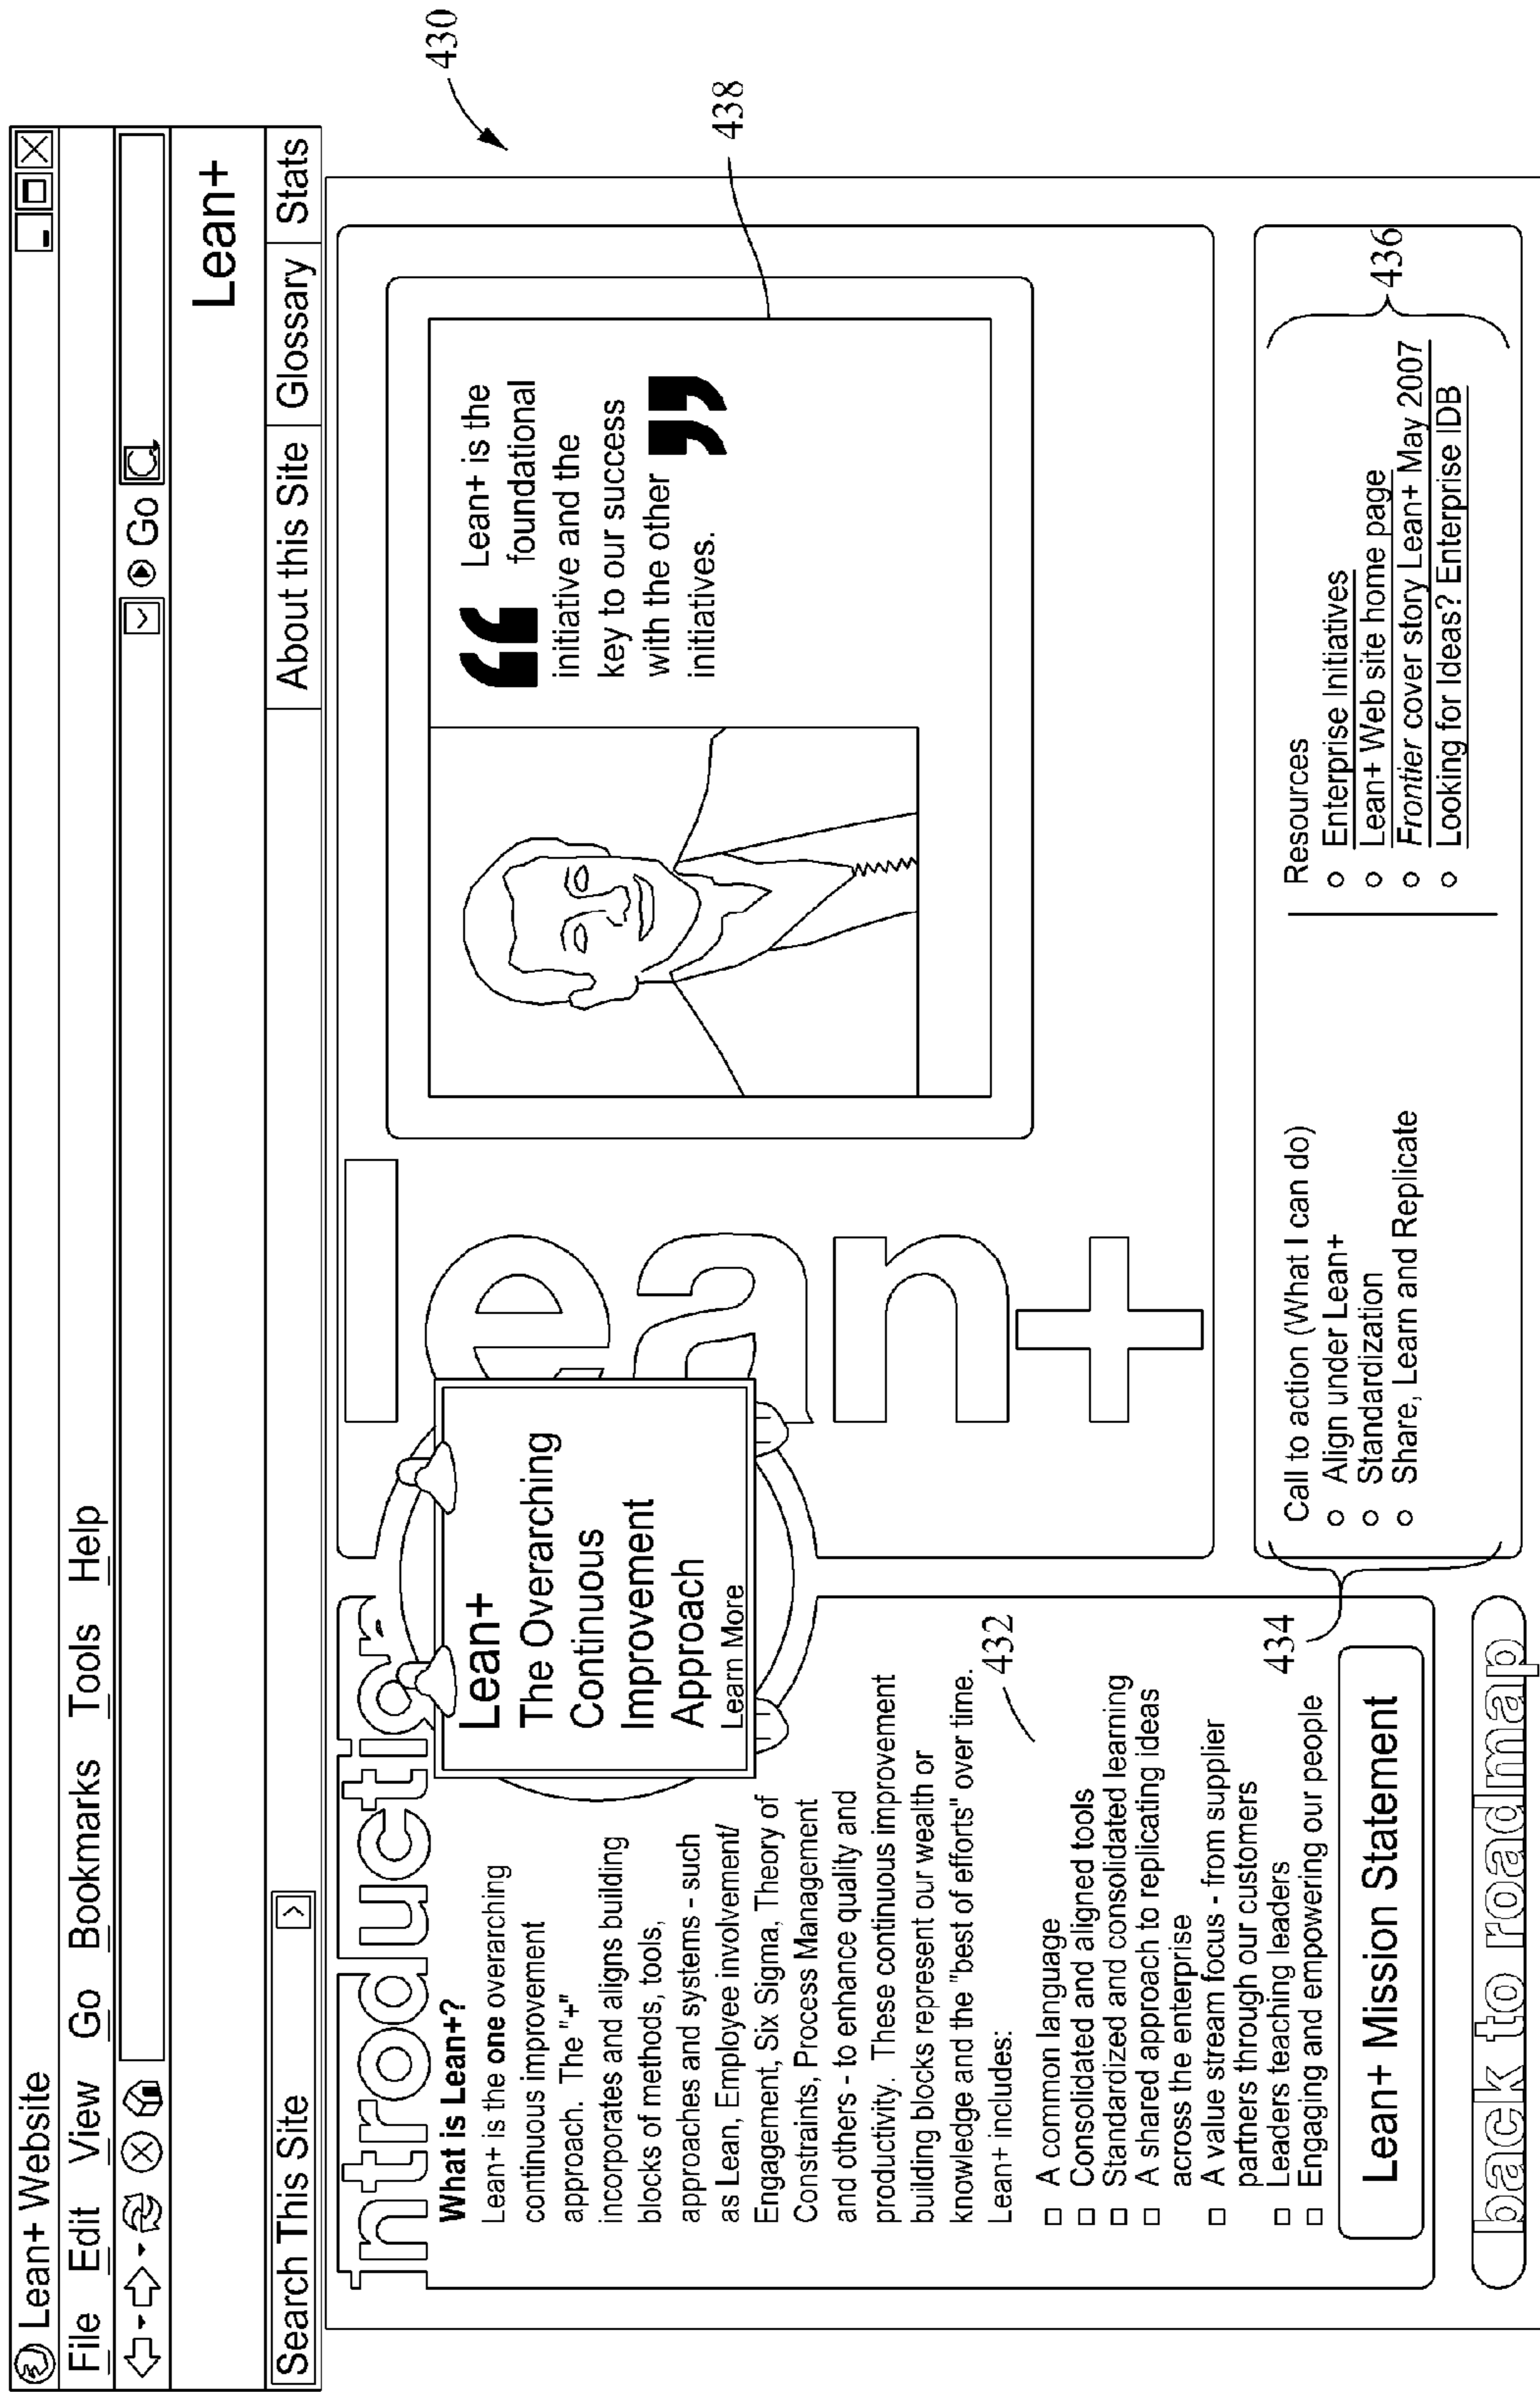 Lean+ Website
File Edit View Go Bookmarks Tools Help
Go
Lean+
Search This Site
About this Site Glossary Stats
430
introduction
What is Lean+?
Lean+ is the one overarching
continuous improvement
approach. The "+"
incorporates and aligns building
blocks of methods, tools,
approaches and systems - such
as Lean, Employee involvement/
Engagement, Six Sigma, Theory of
Constraints, Process Management
and others - to enhance quality and
productivity. These continuous improvement
building blocks represent our wealth or
knowledge and the "best of efforts" over time.
Lean+ includes:
432
□ A common language
□ Consolidated and aligned tools
□ Standardized and consolidated learning
□ A shared approach to replicating ideas
across the enterprise
□ A value stream focus - from supplier
partners through our customers
□ Leaders teaching leaders
□ Engaging and empowering our people
Lean+ Mission Statement
back to roadmap
Lean+
The Overarching
Continuous
Improvement
Approach
Learn More
lean+
438
“ Lean+ is the
foundational
initiative and the
key to our success
with the other ”
initiatives.
434
Call to action (What I can do)
○ Align under Lean+
○ Standardization
○ Share, Learn and Replicate
Resources
○ Enterprise Initiatives
○ Lean+ Web site home page
○ Frontier cover story Lean+ May 2007
○ Looking for Ideas? Enterprise IDB
436